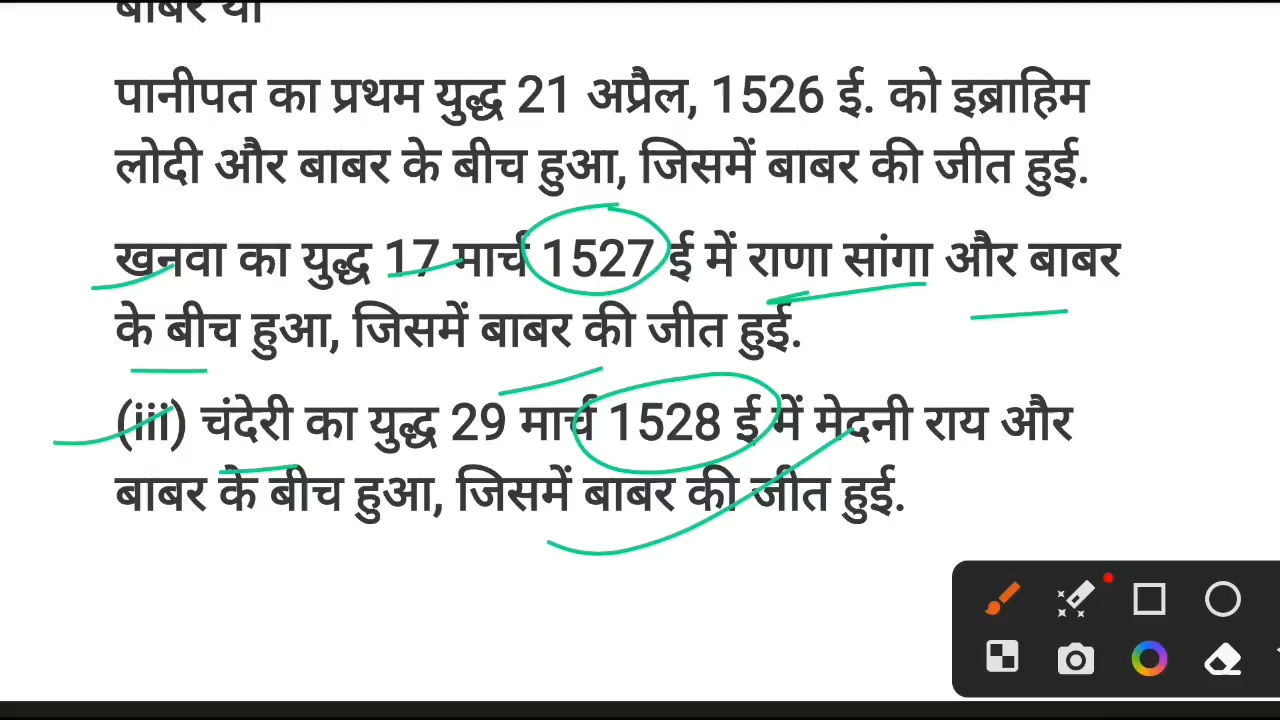 बाबर था
पानीपत का प्रथम युद्ध 21 अप्रैल, 1526 ई. को इब्राहिम
लोदी और बाबर के बीच हुआ, जिसमें बाबर की जीत हुई.
खनवा का युद्ध 17 मार्च 1527 ई में राणा सांगा और बाबर
के बीच हुआ, जिसमें बाबर की जीत हुई.
(iii) चंदेरी का युद्ध 29 मार्च 1528 ई में मेदनी राय और
बाबर के बीच हुआ, जिसमें बाबर की जीत हुई.